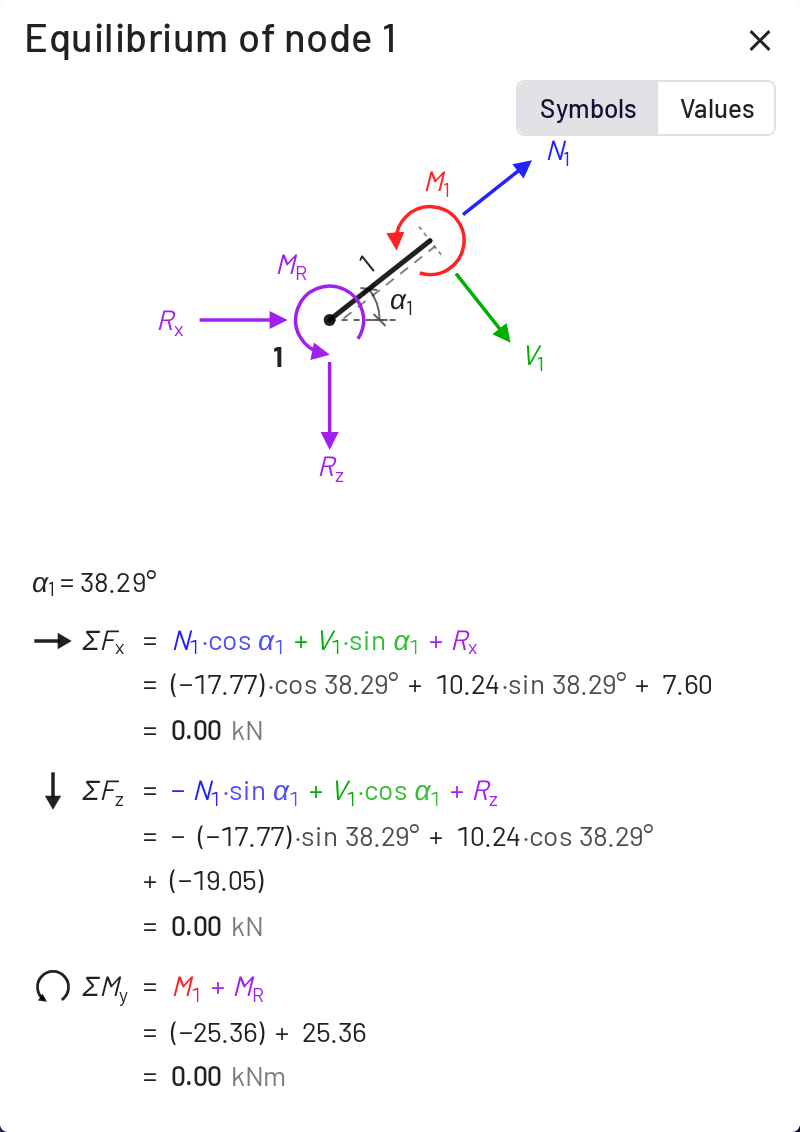 Equilibrium of node 1
Symbols Values
N1
M1
1
MR
α1
Rx
1
V1
Rz
α1 = 38.29°
ΣFx = N1·cos α1 + V1·sin α1 + Rx
= (−17.77)·cos 38.29° + 10.24·sin 38.29° + 7.60
= 0.00 kN
ΣFz = − N1·sin α1 + V1·cos α1 + Rz
= − (−17.77)·sin 38.29° + 10.24·cos 38.29°
+ (−19.05)
= 0.00 kN
ΣMy = M1 + MR
= (−25.36) + 25.36
= 0.00 kNm